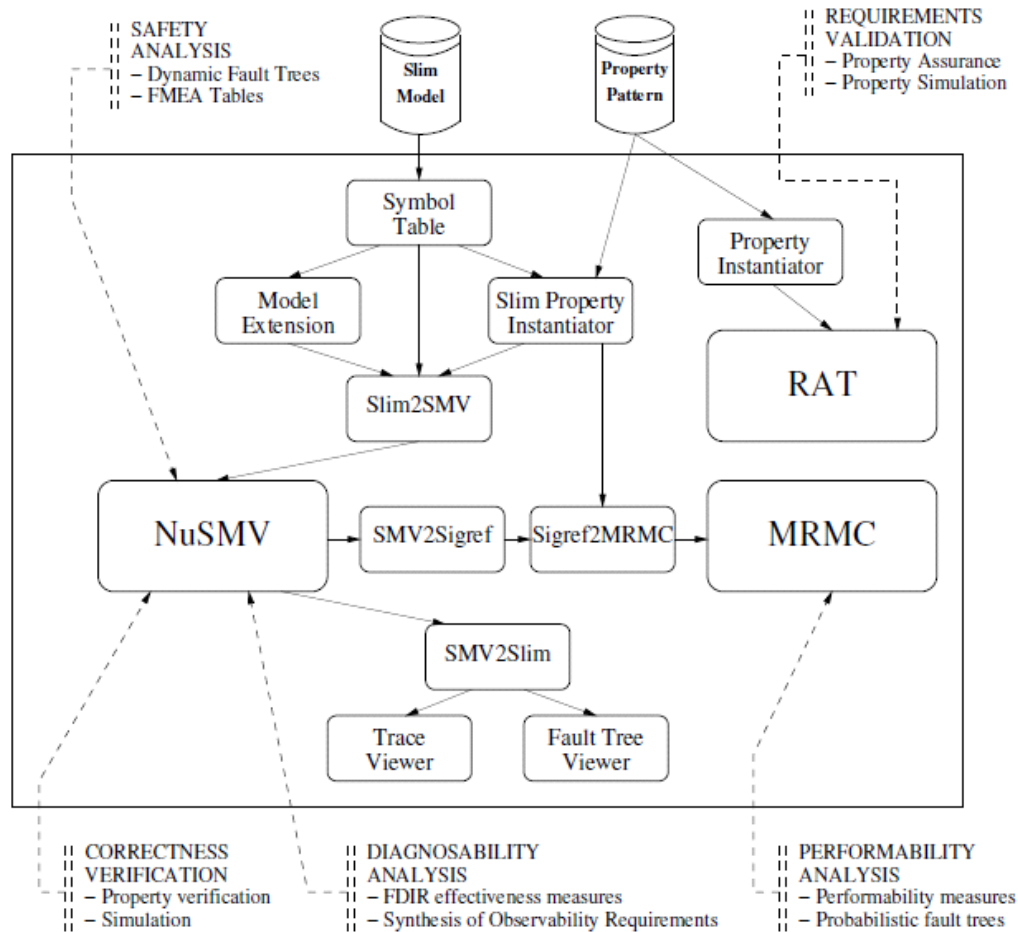 SAFETY
ANALYSIS
– Dynamic Fault Trees
– FMEA Tables
Slim
Model
Property
Pattern
REQUIREMENTS
VALIDATION
– Property Assurance
– Property Simulation
Symbol
Table
Property
Instantiator
Model
Extension
Slim Property
Instantiator
RAT
Slim2SMV
NuSMV
SMV2Sigref
Sigref2MRMC
MRMC
SMV2Slim
Trace
Viewer
Fault Tree
Viewer
CORRECTNESS
VERIFICATION
– Property verification
– Simulation
DIAGNOSABILITY
ANALYSIS
– FDIR effectiveness measures
– Synthesis of Observability Requirements
PERFORMABILITY
ANALYSIS
– Performability measures
– Probabilistic fault trees